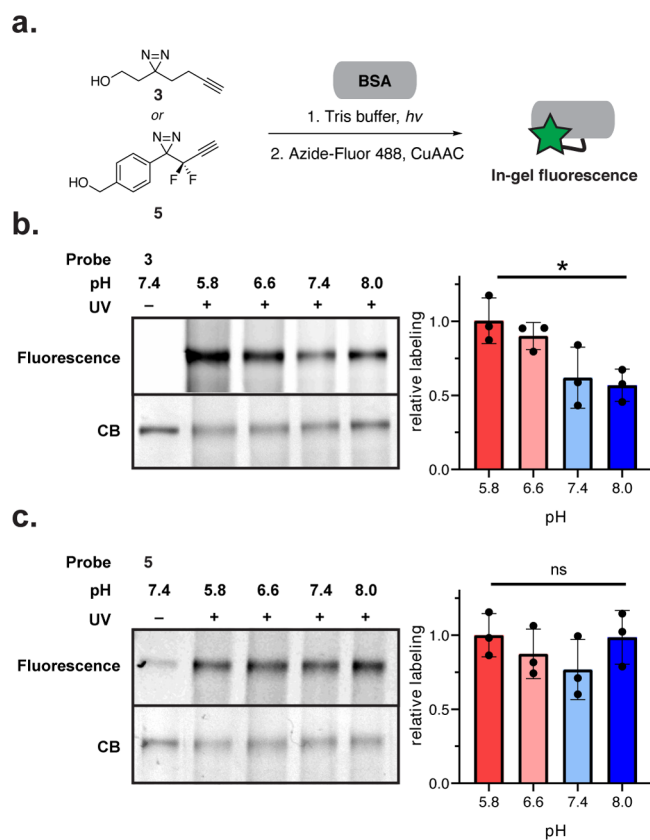 a.
N=N
HO
3
or
N=N
HO
F F
5
BSA
1. Tris buffer, hv
2. Azide-Fluor 488, CuAAC
In-gel fluorescence
b.
Probe 3
pH 7.4 5.8 6.6 7.4 8.0
UV – + + + +
Fluorescence
CB
*
relative labeling
1.0
0.5
0.0
5.8 6.6 7.4 8.0
pH
c.
Probe 5
pH 7.4 5.8 6.6 7.4 8.0
UV – + + + +
Fluorescence
CB
ns
relative labeling
1.0
0.5
0.0
5.8 6.6 7.4 8.0
pH